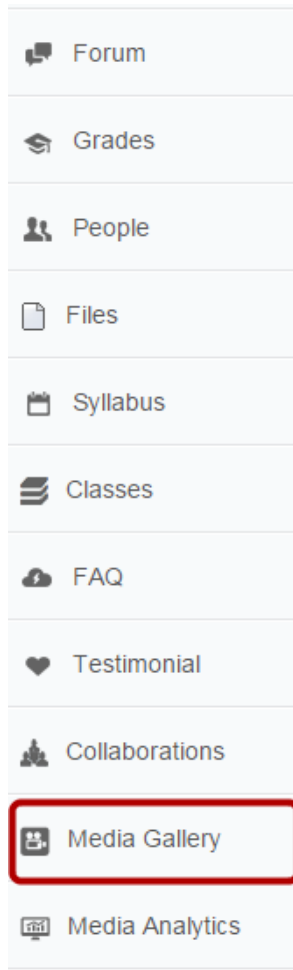 Forum
Grades
People
Files
Syllabus
Classes
FAQ
Testimonial
Collaborations
Media Gallery
Media Analytics